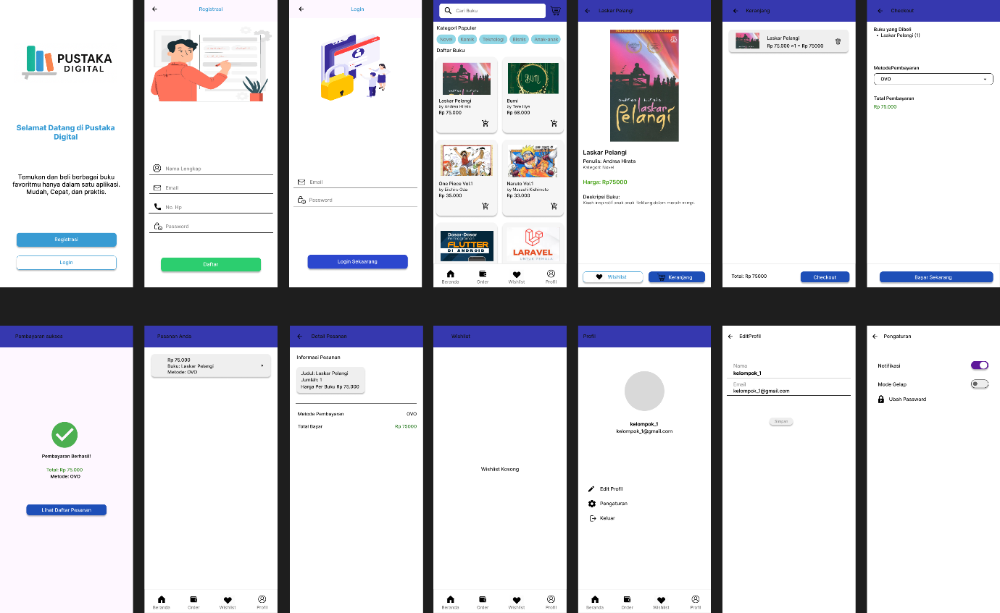 PUSTAKA
DIGITAL
Selamat Datang di Pustaka
Digital
Temukan dan beli berbagai buku
favoritmu hanya dalam satu aplikasi.
Mudah, Cepat, dan praktis.
Registrasi
Login
Registrasi
Nama Lengkap
Email
No. Hp
Password
Daftar
Login
Email
Password
Login Sekaarang
Cari Buku
Kategori Populer
Novel
Komik
Teknologi
Bisnis
Anak-anak
Daftar Buku
Laskar Pelangi
by Andrea Hirata
Rp 75.000
BUMI
Bumi
by Tere Liye
Rp 68.000
One Piece Vol.1
by Eiichiro Oda
Rp 35.000
Naruto Vol.1
by Masashi Kishimoto
Rp 33.000
Dasar-Dasar
Pemrograman
FLUTTER
DI ANDROID
LARAVEL
UNTUK PEMULA
Beranda
Order
Wishlist
Profil
Laskar Pelangi
INDONESIA'S MOST POWERFUL BOOK
andrea hirata
laskar
Pelangi
Laskar Pelangi
Penulis: Andrea Hirata
Kategori: Novel
Harga: Rp75000
Deskripsi Buku:
Kisan inspiratif anak anak Belitung dalam meraih mimpi.
Wishlist
Keranjang
Keranjang
Laskar Pelangi
Rp 75.000 ×1 = Rp 75000
Total: Rp 75000
Checkout
Checkout
Buku yang Dibeli
• Laskar Pelangi (1)
MetodePembayaran
OVO
Total Pembayaran
Rp 75.000
Bayar Sekarang
Pembayaran sukses
Pembayaran Berhasil!
Total: Rp 75.000
Metode: OVO
Lihat Daftar Pesanan
Pesanan Anda
Rp 75.000
Buku: Laskar Pelangi
Metode: OVO
Beranda
Order
Wishlist
Profil
Detail Pesanan
Informasi Pesanan
Judul: Laskar Pelangi
Jumlah: 1
Harga Per Buku Rp 75.000
Metode Pembayaran
OVO
Total Bayar
Rp 75000
Wishlist
Wishlist Kosong
Beranda
Order
Wishlist
Profil
Profil
kelompok_1
kelompok_1@gmail.com
Edit Profil
Pengaturan
Keluar
Beranda
Order
Wishlist
Profil
EditProfil
Nama
kelompok_1
Email
kelompok_1@gmail.com
Simpan
Pengaturan
Notifikasi
Mode Gelap
Ubah Password